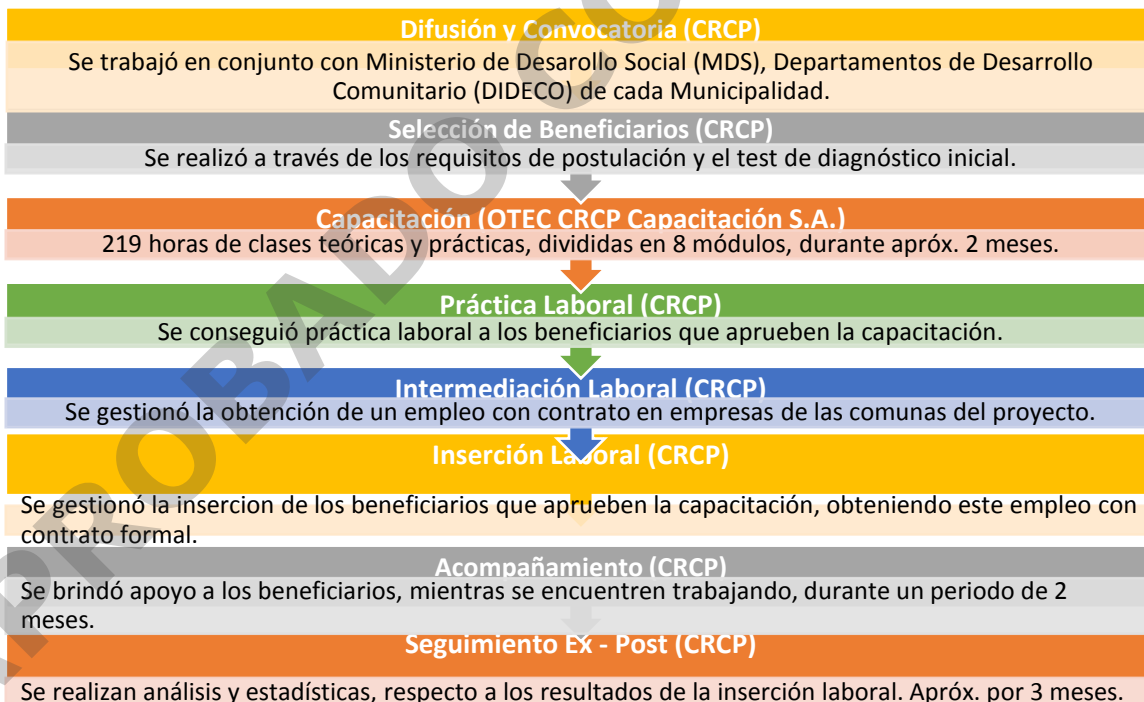 Difusión y Convocatoria (CRCP)
Se trabajó en conjunto con Ministerio de Desarollo Social (MDS), Departamentos de Desarrollo
Comunitario (DIDECO) de cada Municipalidad.
Selección de Beneficiarios (CRCP)
Se realizó a través de los requisitos de postulación y el test de diagnóstico inicial.
Capacitación (OTEC CRCP Capacitación S.A.)
219 horas de clases teóricas y prácticas, divididas en 8 módulos, durante apróx. 2 meses.
Práctica Laboral (CRCP)
Se conseguió práctica laboral a los beneficiarios que aprueben la capacitación.
Intermediación Laboral (CRCP)
Se gestionó la obtención de un empleo con contrato en empresas de las comunas del proyecto.
Inserción Laboral (CRCP)
Se gestionó la insercion de los beneficiarios que aprueben la capacitación, obteniendo este empleo con
contrato formal.
Acompañamiento (CRCP)
Se brindó apoyo a los beneficiarios, mientras se encuentren trabajando, durante un periodo de 2
meses.
Seguimiento Ex - Post (CRCP)
Se realizan análisis y estadísticas, respecto a los resultados de la inserción laboral. Apróx. por 3 meses.
APROBADO CO